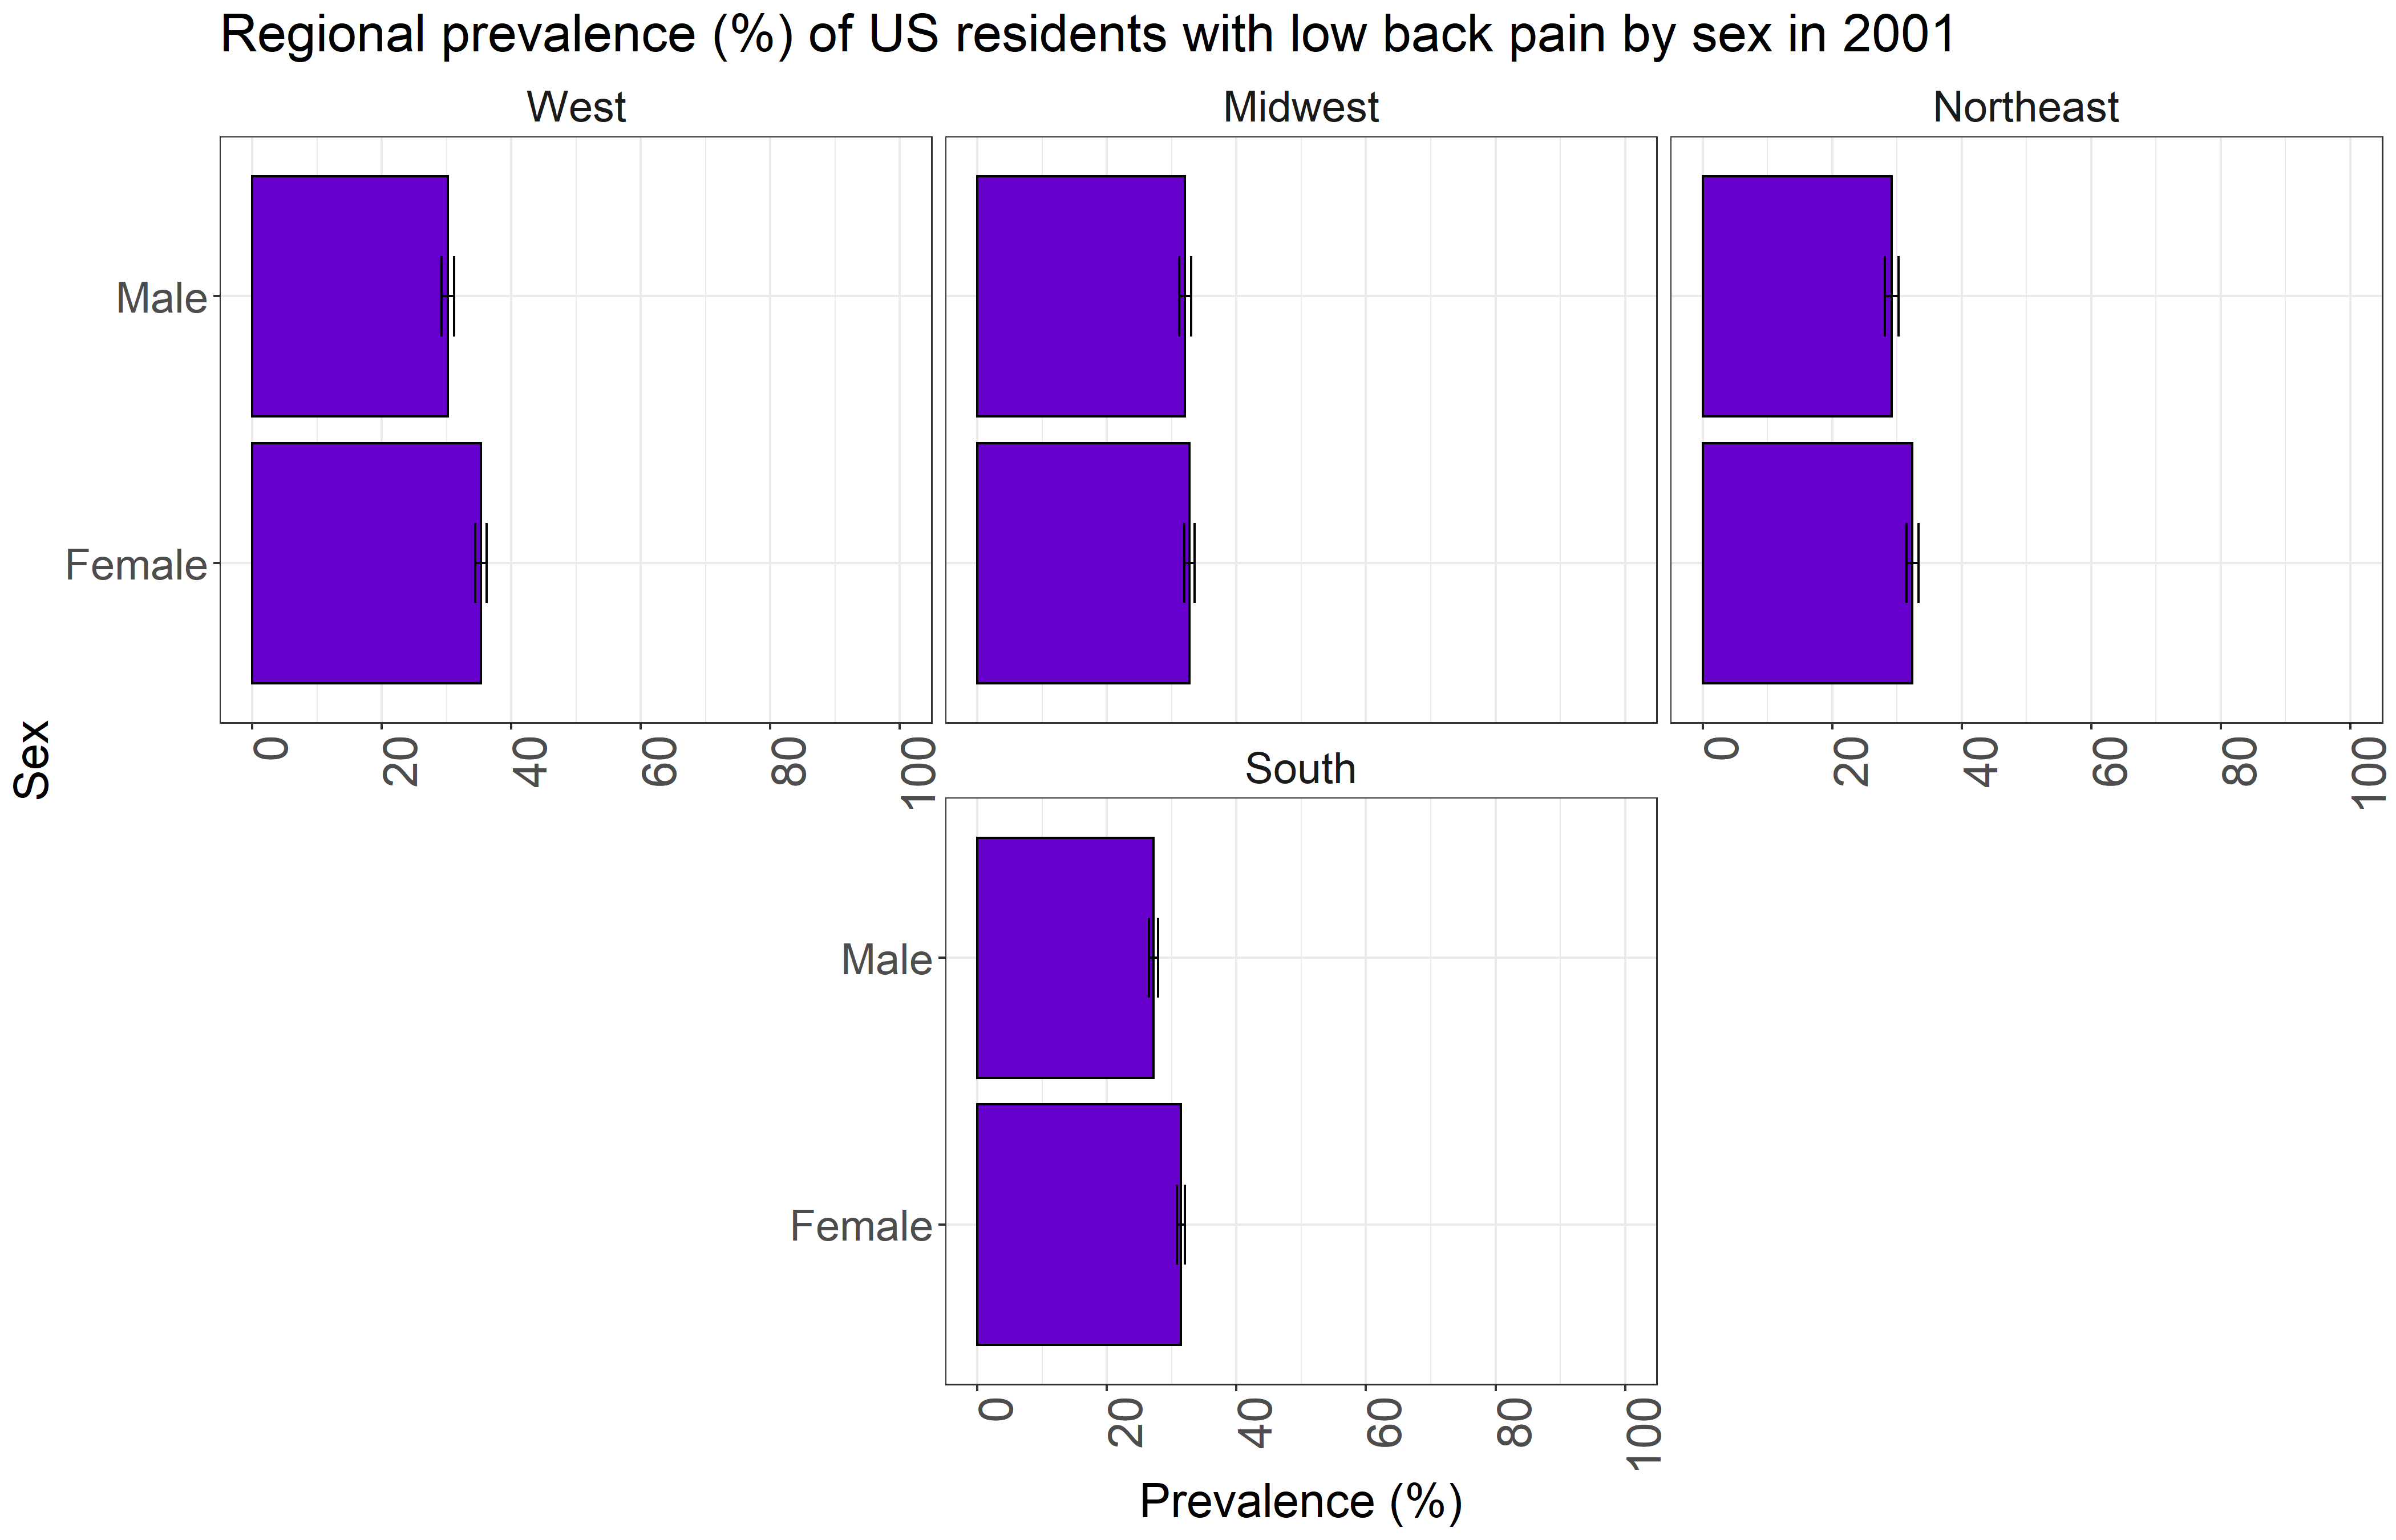 Regional prevalence (%) of US residents with low back pain by sex in 2001
West
Midwest
Northeast
Male
Female
Sex
0 20 40 60 80 100
0 20 40 60 80 100
South
Male
Female
0 20 40 60 80 100
Prevalence (%)